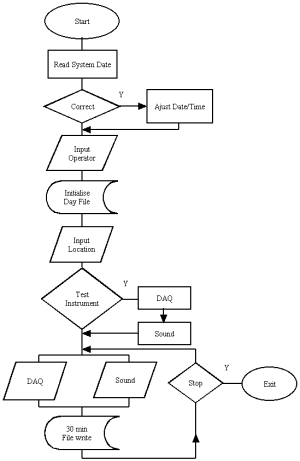 Start
Read System Date
Correct
Y
Ajust Date/Time
Input
Operator
Initialise
Day File
Input
Location
Test
Instrument
Y
DAQ
Sound
DAQ
Sound
Stop
Y
Exit
30 min
File write